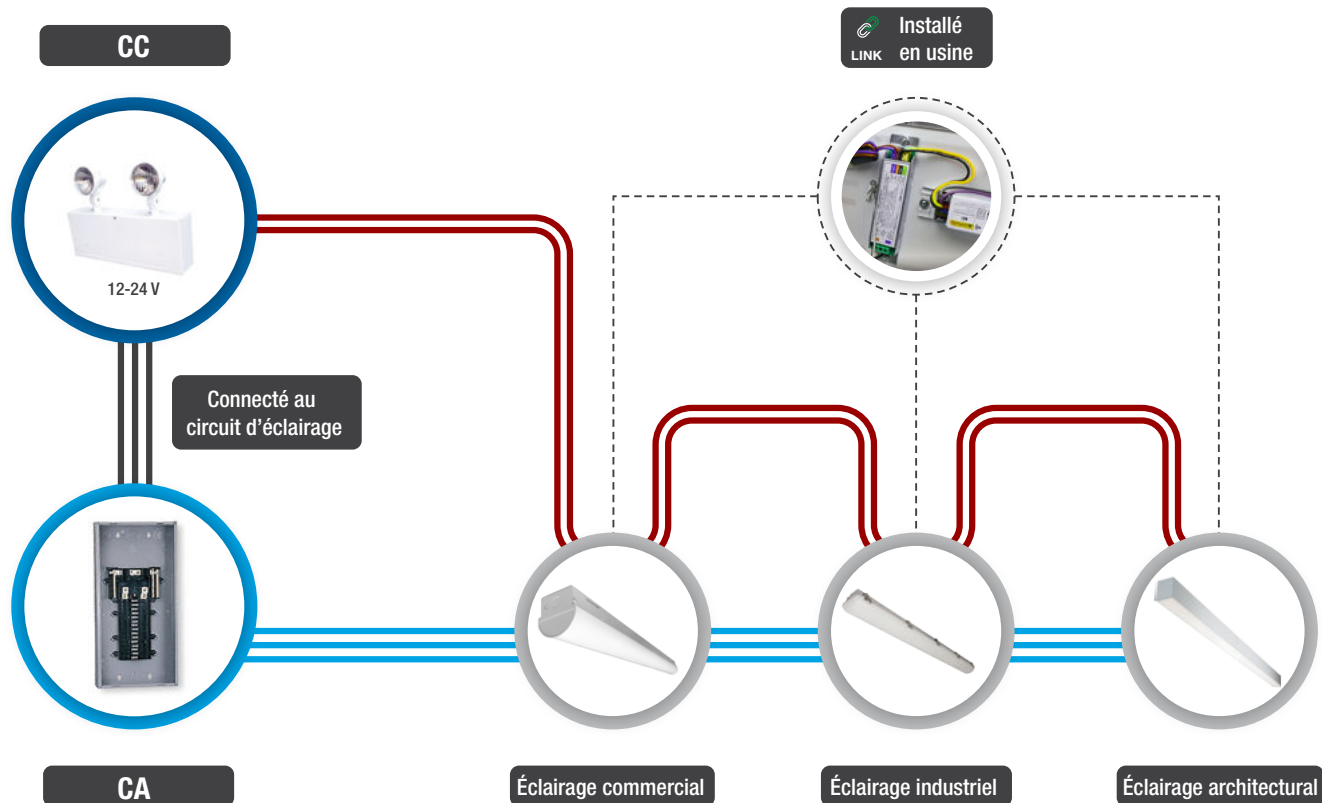 CC
Installé
LINK en usine
12-24 V
Connecté au
circuit d'éclairage
CA
Éclairage commercial
Éclairage industriel
Éclairage architectural